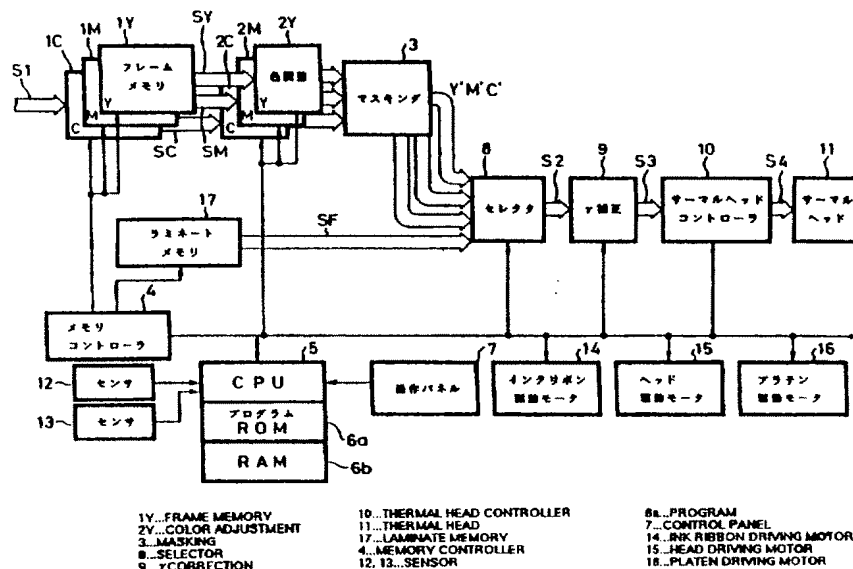 1Y
1M
1C
SY
2Y
2M
2C
3
S1
フレーム
メモリ
Y
M
C
色調整
Y
M
C
マスキング
Y'M'C'
SC
SM
8
S2
9
S3
10
S4
11
セレクタ
γ補正
サーマルヘッド
コントローラ
サーマル
ヘッド
17
SF
ラミネート
メモリ
4
メモリ
コントローラ
12
センサ
13
センサ
5
CPU
プログラム
ROM
6a
RAM
6b
7
操作パネル
14
インクリボン
駆動モータ
15
ヘッド
駆動モータ
16
プラテン
駆動モータ
1Y...FRAME MEMORY
2Y...COLOR ADJUSTMENT
3...MASKING
8...SELECTOR
9...γCORRECTION
10...THERMAL HEAD CONTROLLER
11...THERMAL HEAD
17...LAMINATE MEMORY
4...MEMORY CONTROLLER
12, 13...SENSOR
6a...PROGRAM
7...CONTROL PANEL
14...INK RIBBON DRIVING MOTOR
15...HEAD DRIVING MOTOR
16...PLATEN DRIVING MOTOR